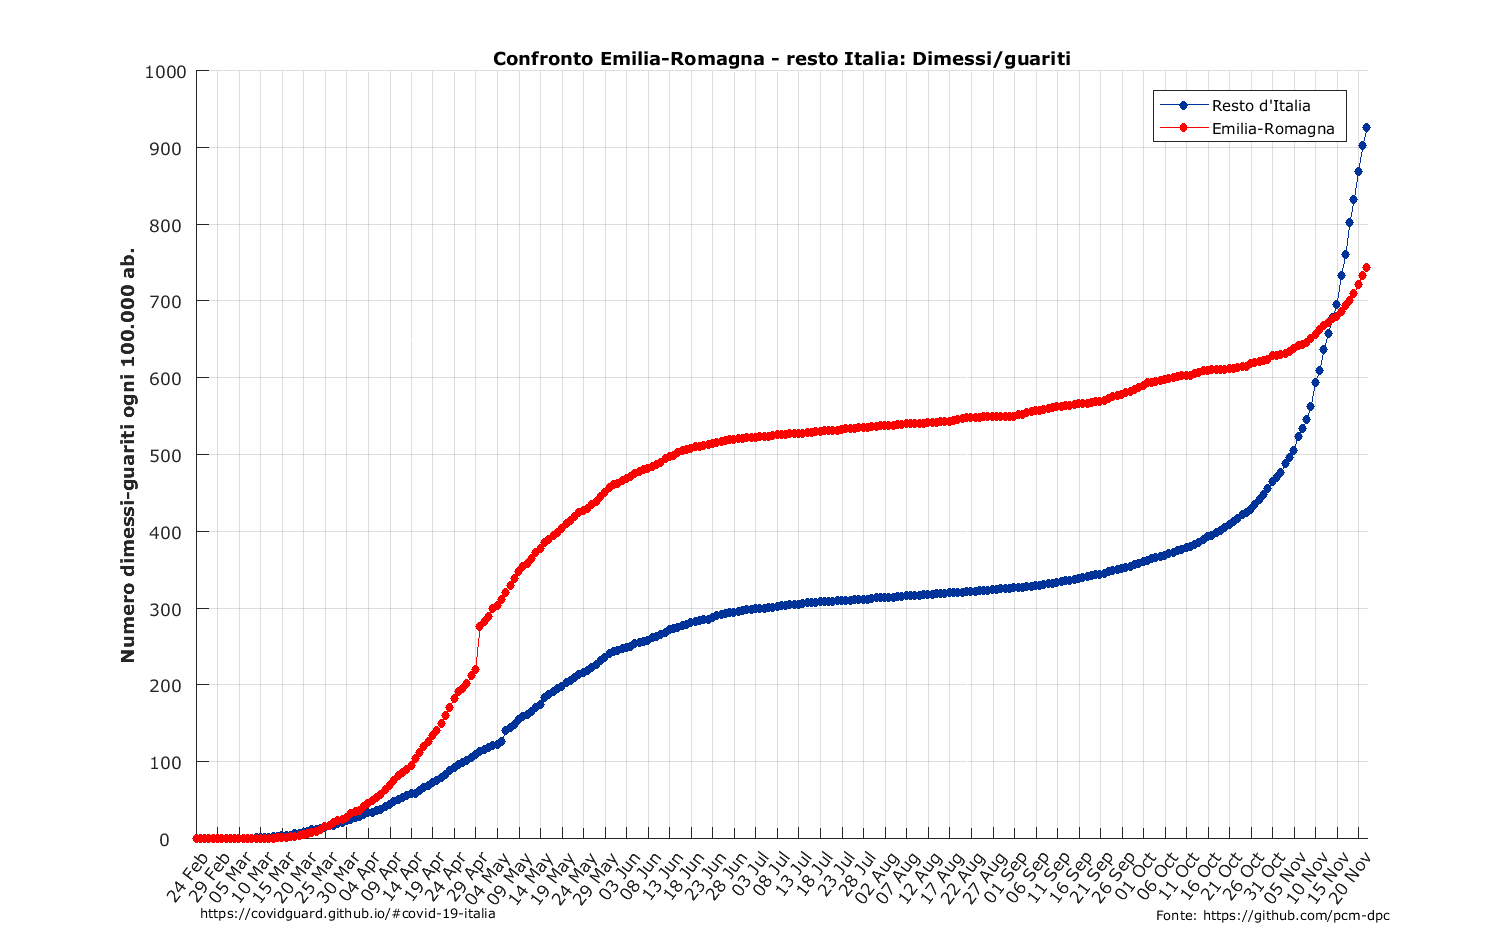 Confronto Emilia-Romagna - resto Italia: Dimessi/guariti
Resto d'Italia
Emilia-Romagna
Numero dimessi-guariti ogni 100.000 ab.
1000
900
800
700
600
500
400
300
200
100
0
24 Feb
29 Feb
05 Mar
10 Mar
15 Mar
20 Mar
25 Mar
30 Mar
04 Apr
09 Apr
14 Apr
19 Apr
24 Apr
29 Apr
04 May
09 May
14 May
19 May
24 May
29 May
03 Jun
08 Jun
13 Jun
18 Jun
23 Jun
28 Jun
03 Jul
08 Jul
13 Jul
18 Jul
23 Jul
28 Jul
02 Aug
07 Aug
12 Aug
17 Aug
22 Aug
27 Aug
01 Sep
06 Sep
11 Sep
16 Sep
21 Sep
26 Sep
01 Oct
06 Oct
11 Oct
16 Oct
21 Oct
26 Oct
31 Oct
05 Nov
10 Nov
15 Nov
20 Nov
https://covidguard.github.io/#covid-19-italia
Fonte: https://github.com/pcm-dpc